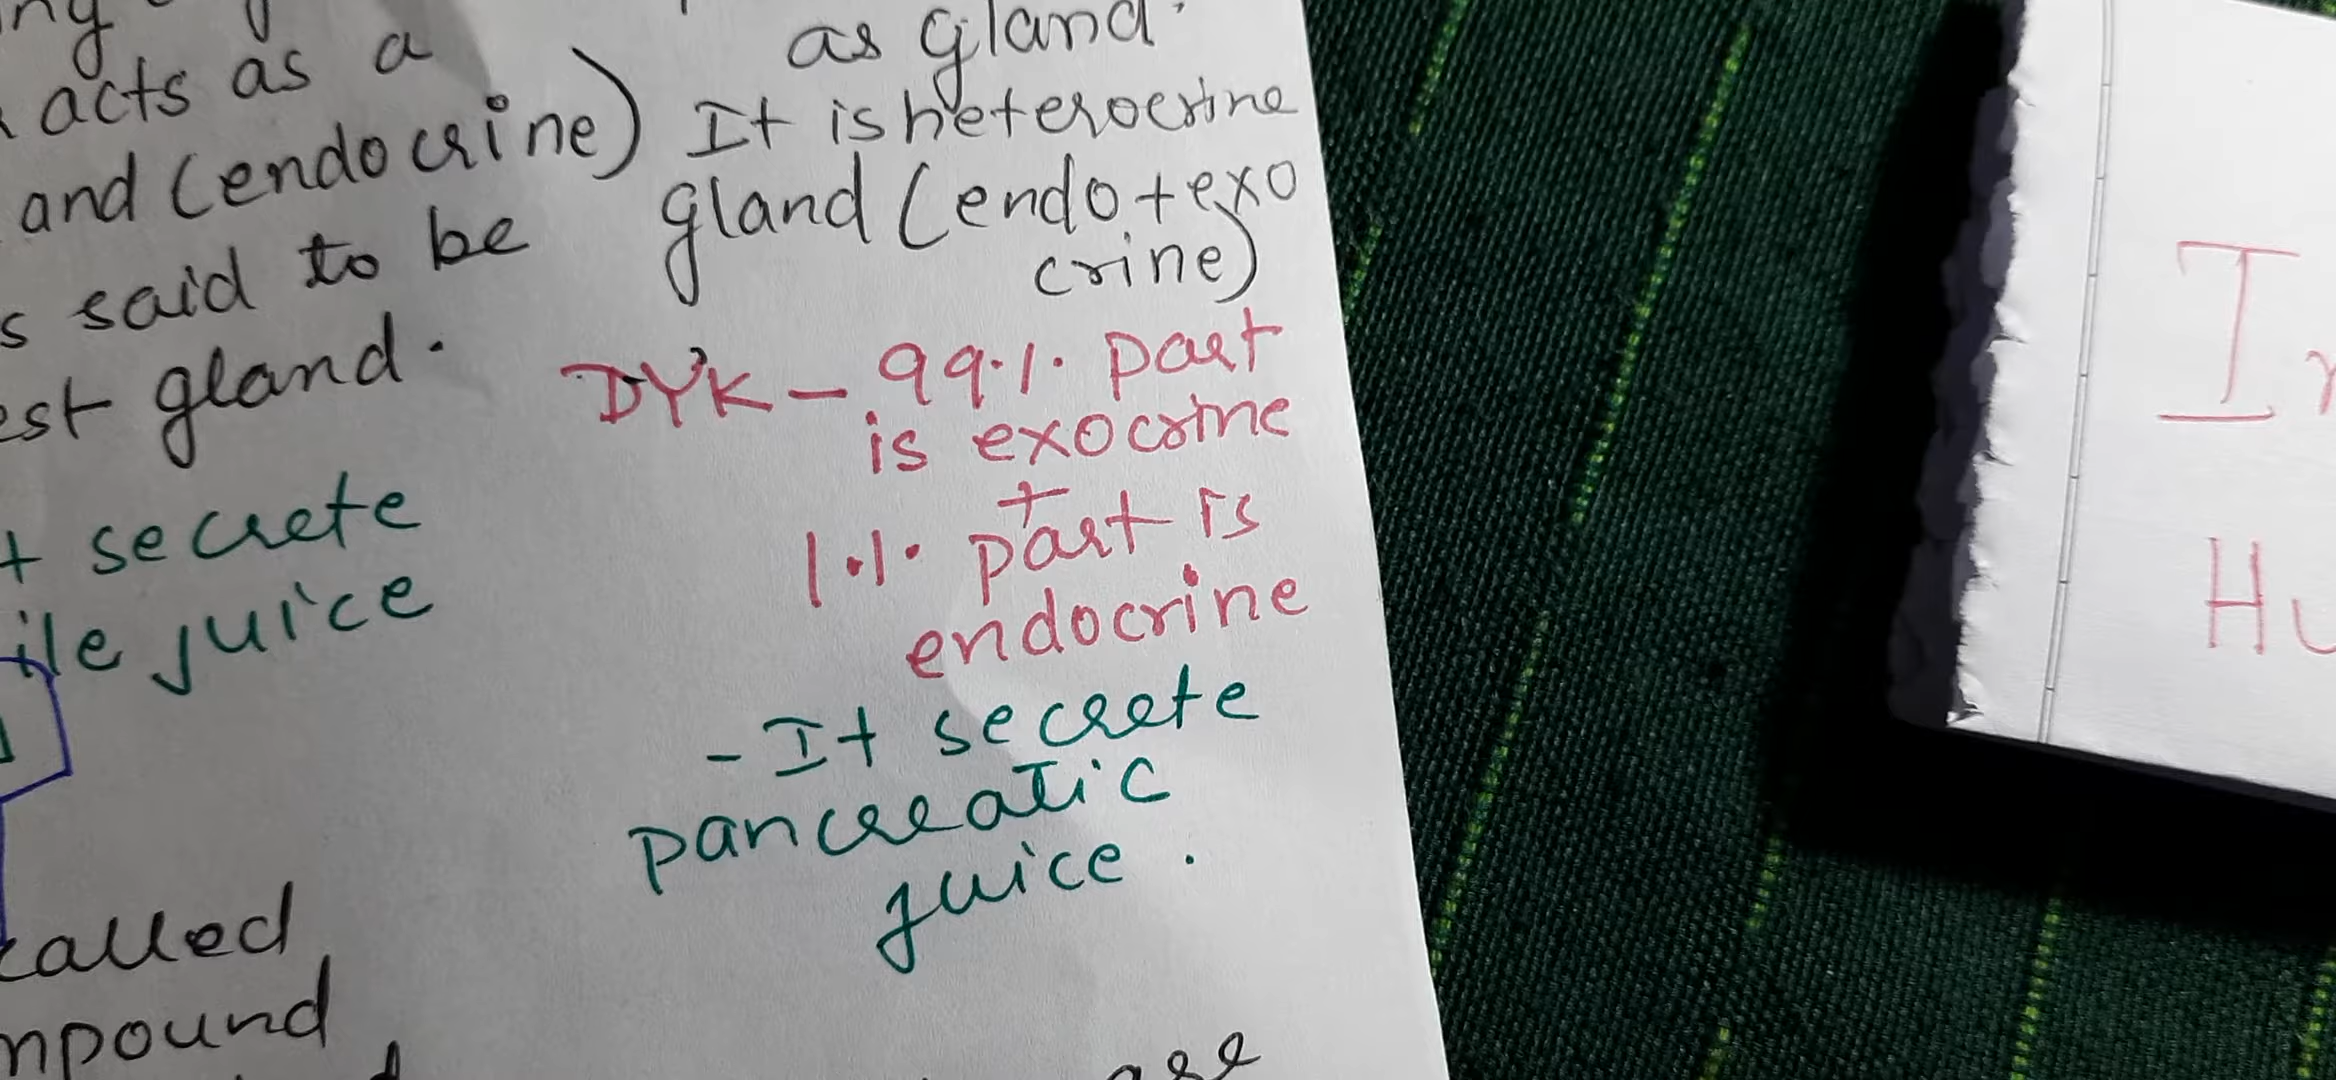 acts as a
and (endocrine)
said to be
gland.
secrete
juice
called
as gland.
It is heterocrine
gland (endo+exo
crine)
DYK - 99% part
is exocrine
+
1% part is
endocrine
- It secrete
pancreatic
juice.
are